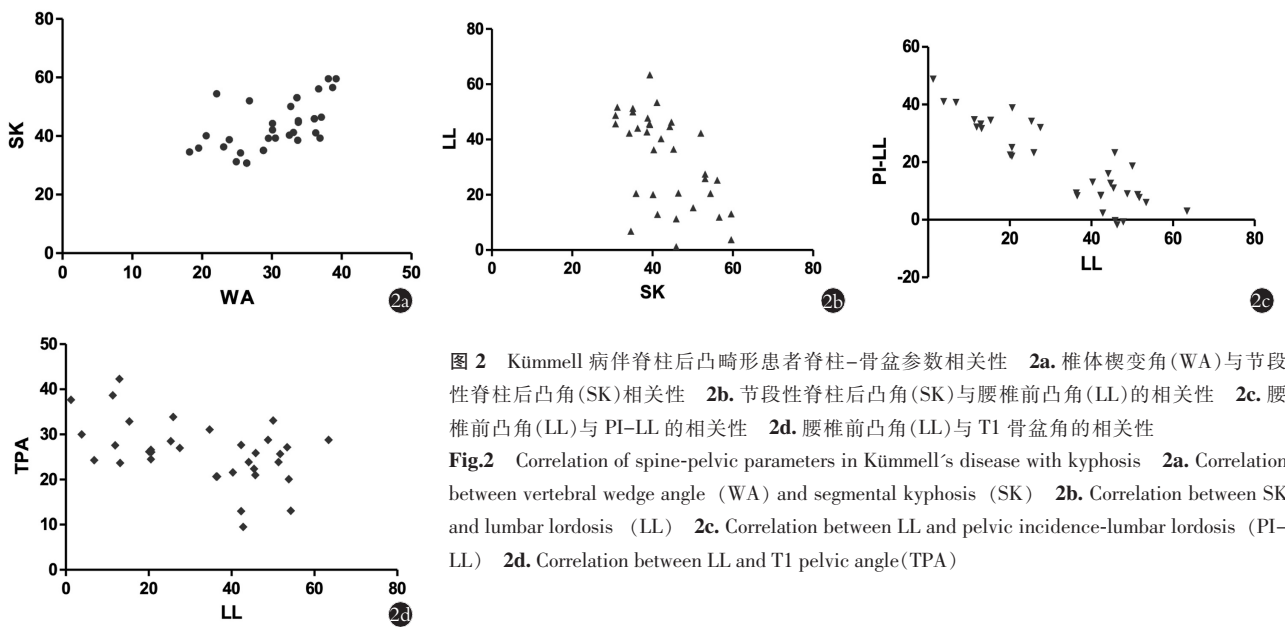 80
60
40
20
0
SK
0 10 20 30 40 50
WA
2a
80
60
40
20
0
LL
0 20 40 60 80
SK
2b
60
40
20
0
-20
PI-LL
20 40 60 80
LL
2c
50
40
30
20
10
0
TPA
0 20 40 60 80
LL
2d
图 2 Kümmell 病伴脊柱后凸畸形患者脊柱-骨盆参数相关性 2a. 椎体楔变角(WA)与节段
性脊柱后凸角(SK)相关性 2b. 节段性脊柱后凸角(SK)与腰椎前凸角(LL)的相关性 2c. 腰
椎前凸角(LL)与 PI-LL 的相关性 2d. 腰椎前凸角(LL)与 T1 骨盆角的相关性
Fig.2 Correlation of spine-pelvic parameters in Kümmell´s disease with kyphosis 2a. Correlation
between vertebral wedge angle (WA) and segmental kyphosis (SK) 2b. Correlation between SK
and lumbar lordosis (LL) 2c. Correlation between LL and pelvic incidence-lumbar lordosis (PI-
LL) 2d. Correlation between LL and T1 pelvic angle(TPA)